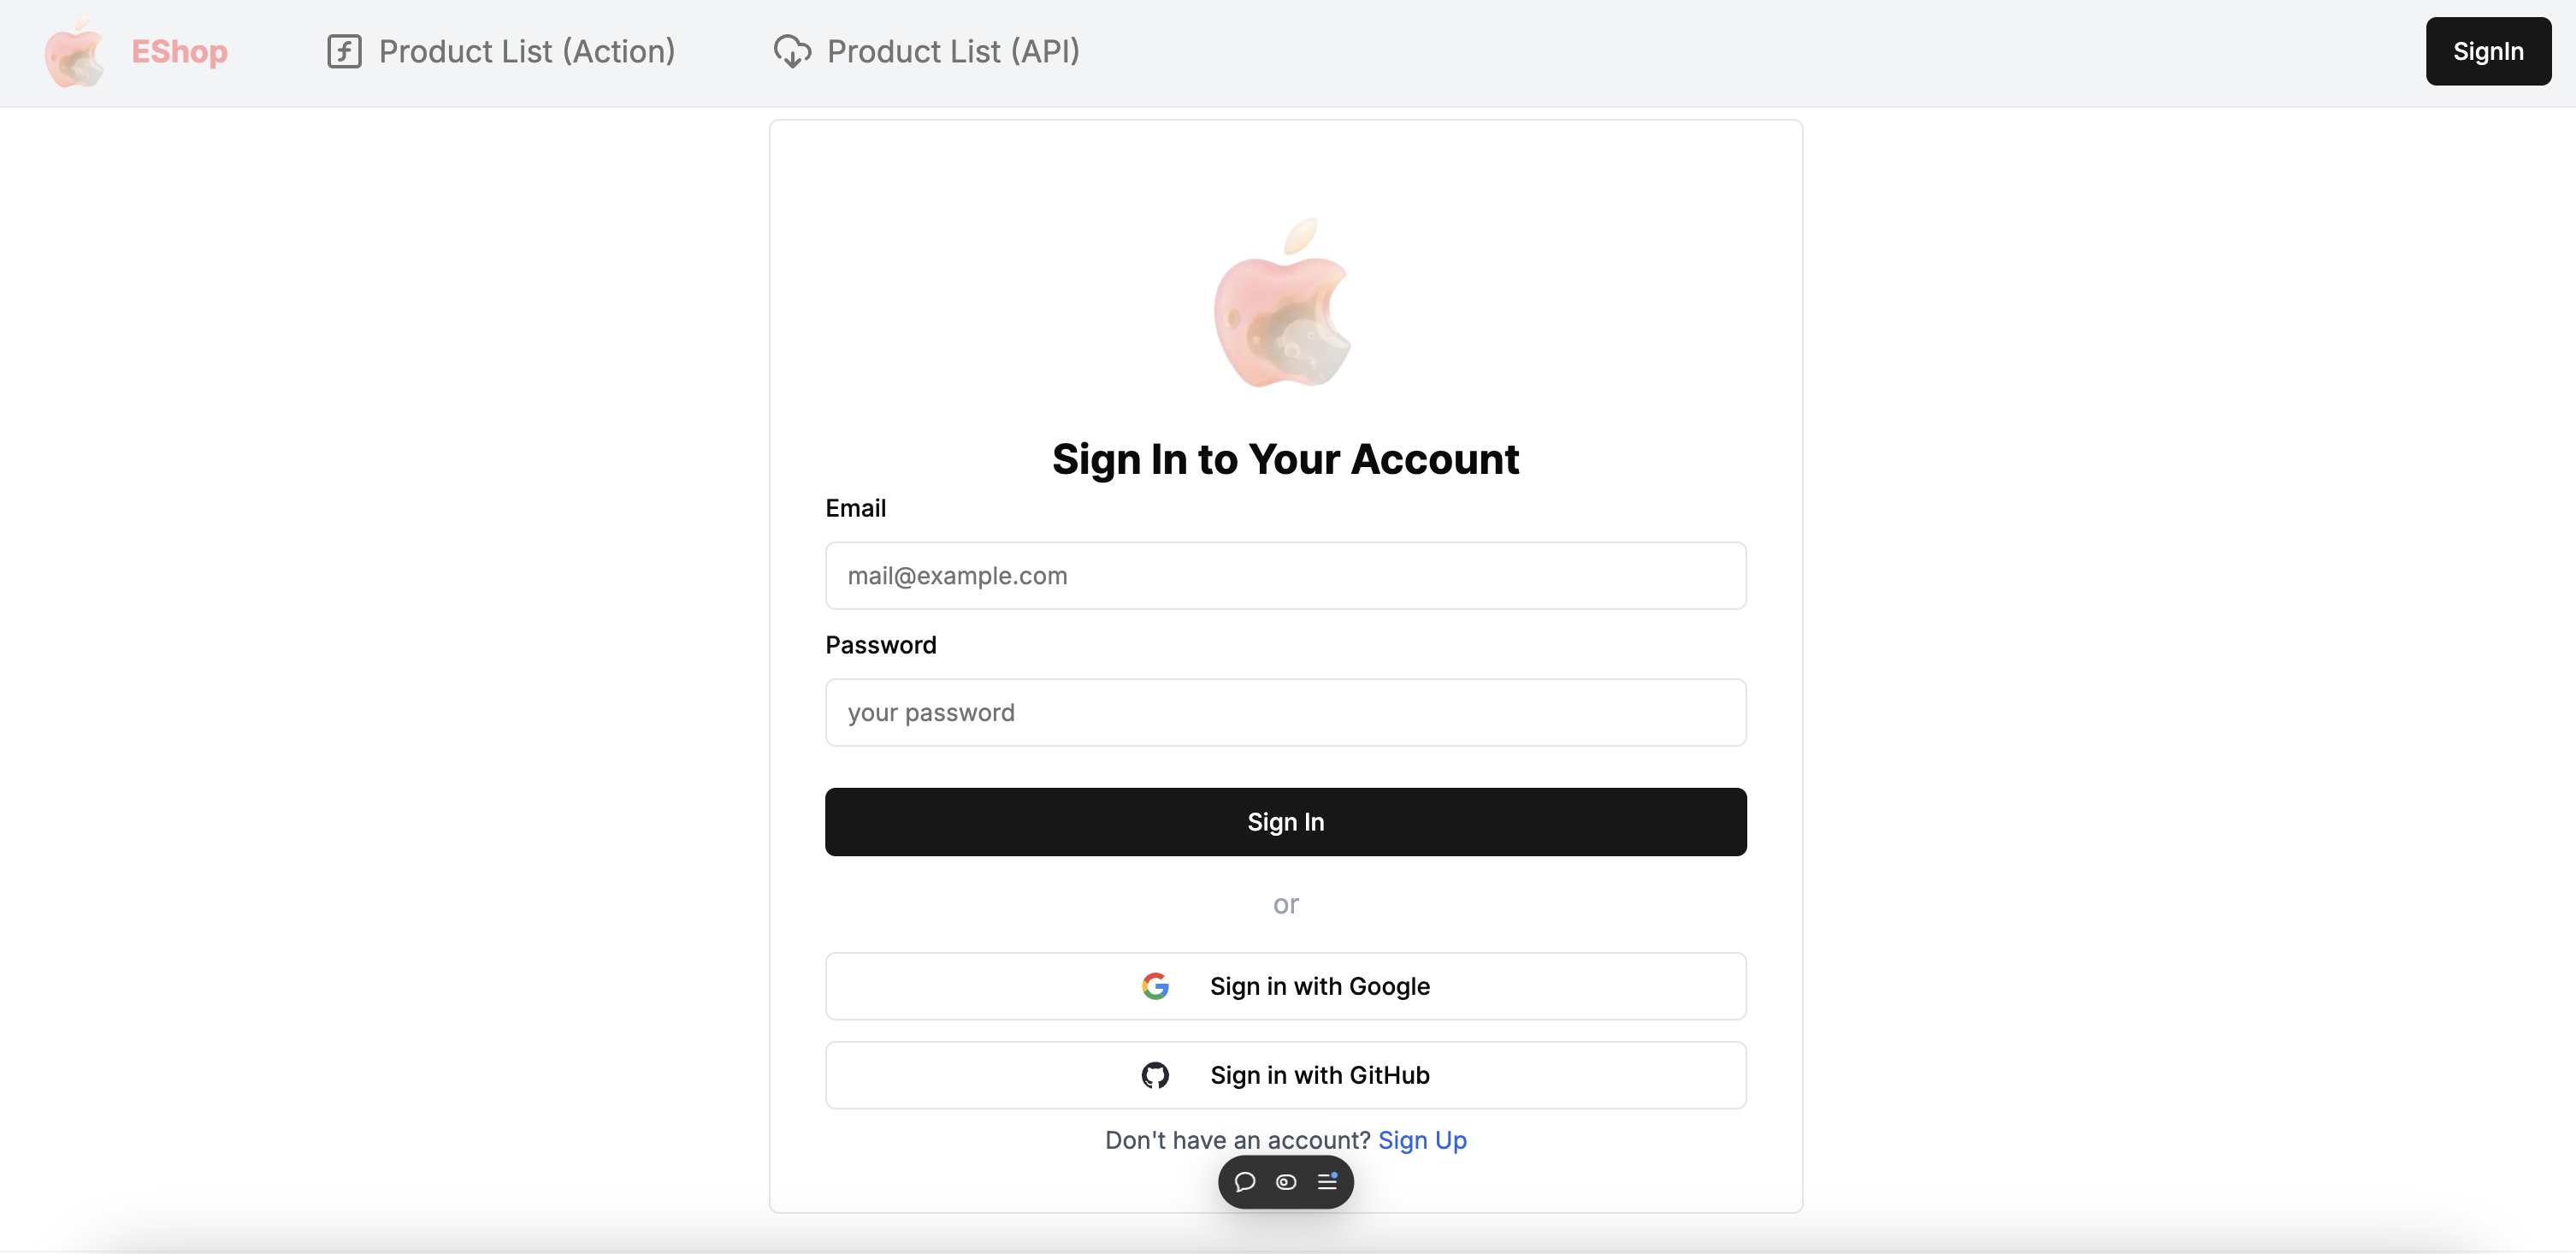 EShop
Product List (Action)
Product List (API)
SignIn
Sign In to Your Account
Email
mail@example.com
Password
your password
Sign In
or
Sign in with Google
Sign in with GitHub
Don't have an account? Sign Up